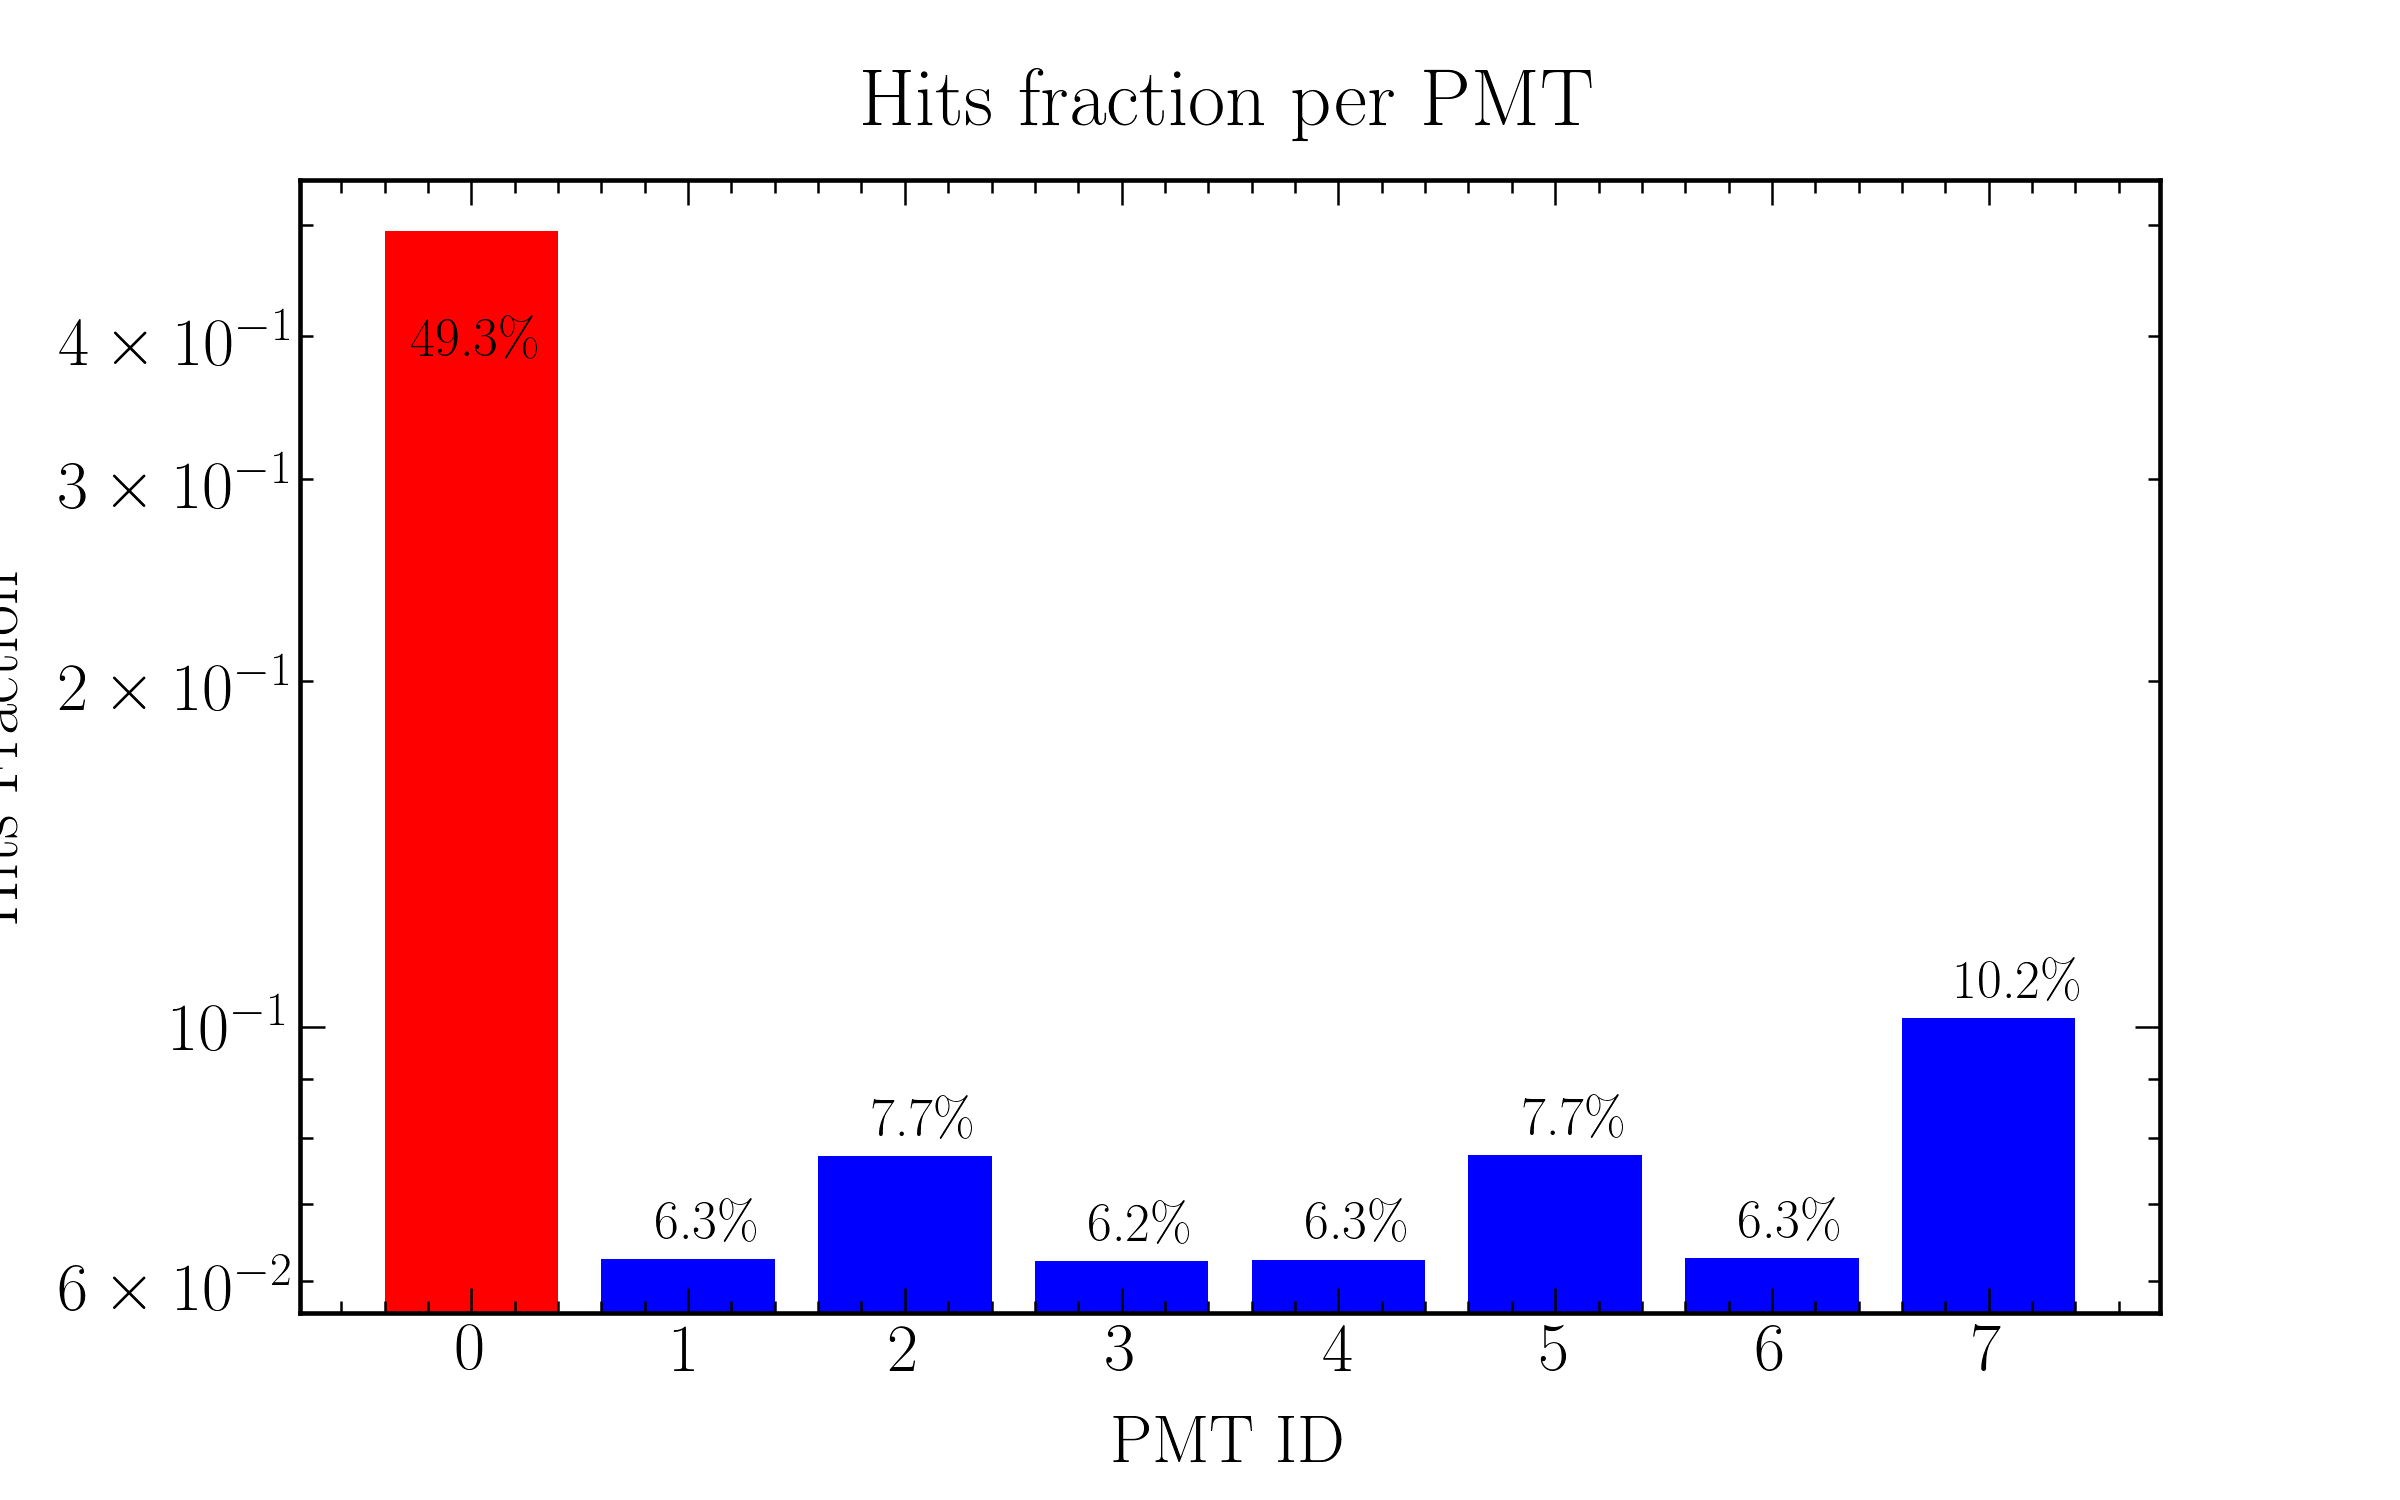 Hits fraction per PMT
Fraction
4 × 10⁻¹
3 × 10⁻¹
2 × 10⁻¹
10⁻¹
6 × 10⁻²
49.3%
6.3%
7.7%
6.2%
6.3%
7.7%
6.3%
10.2%
0 1 2 3 4 5 6 7
PMT ID